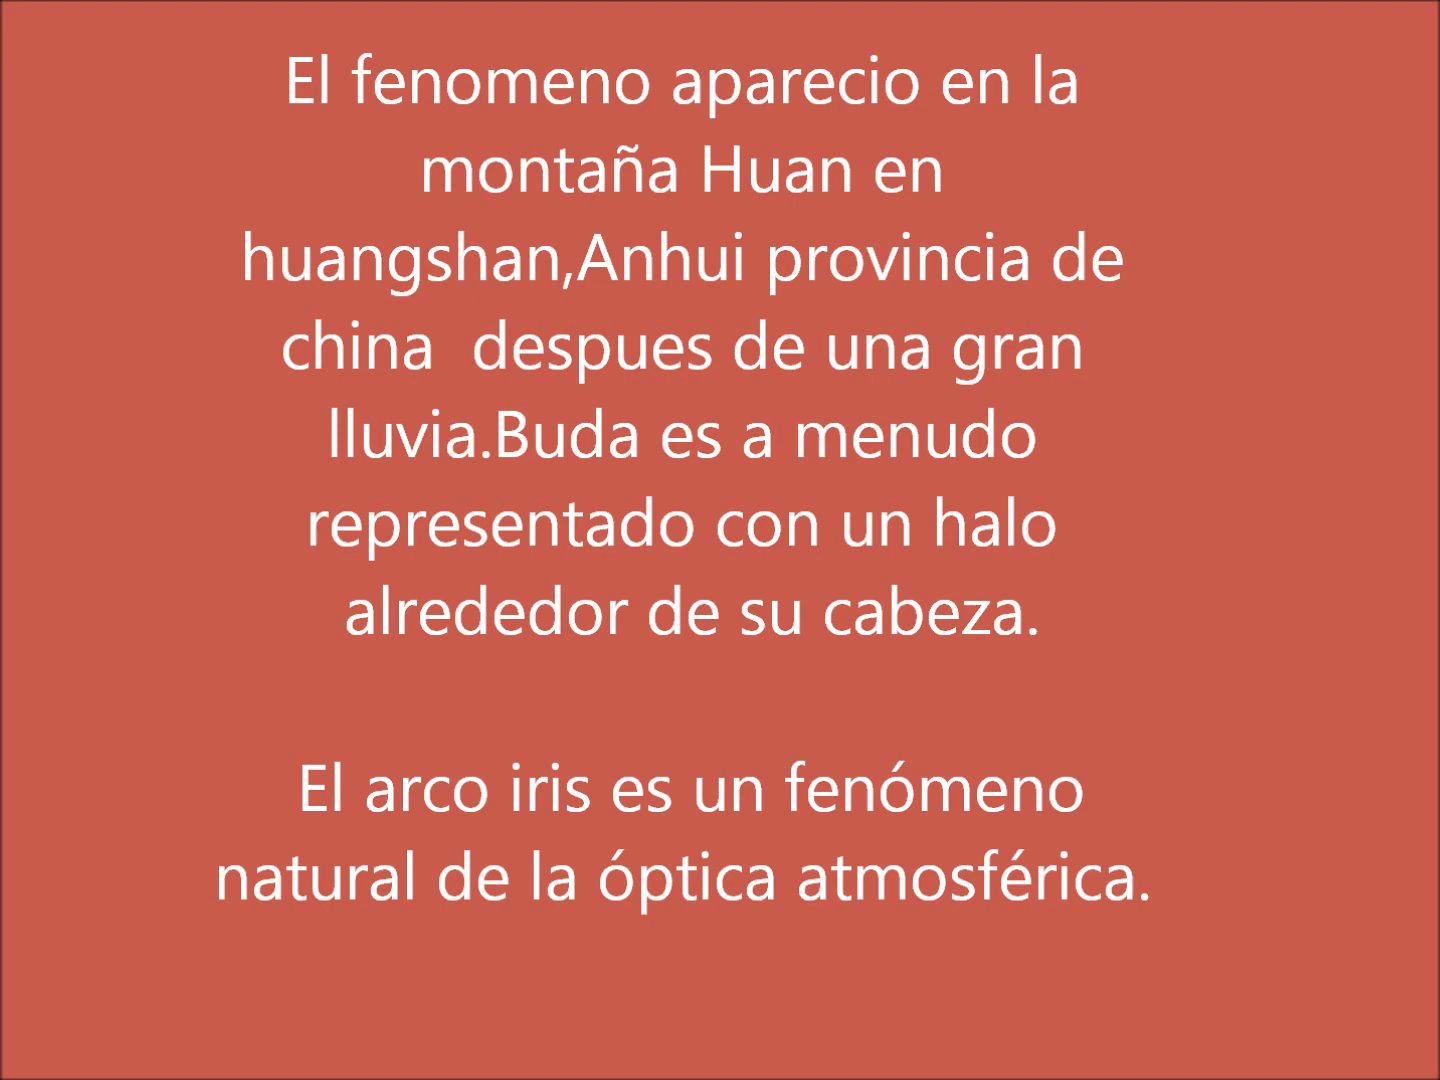 El fenomeno aparecio en la
montaña Huan en
huangshan,Anhui provincia de
china  despues de una gran
lluvia.Buda es a menudo
representado con un halo
alrededor de su cabeza.
El arco iris es un fenómeno
natural de la óptica atmosférica.